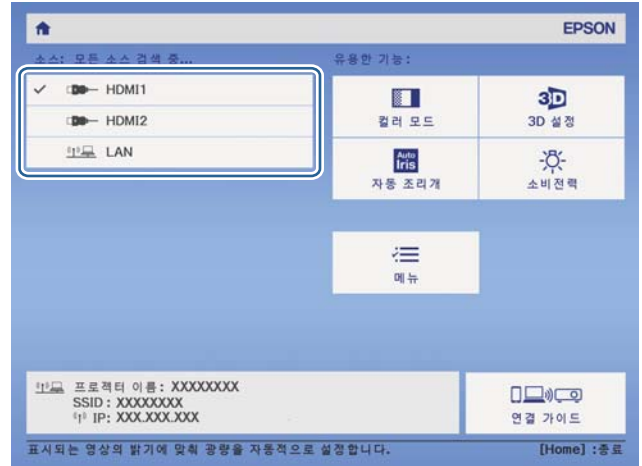 EPSON
소스: 모든 소스 검색 중...
HDMI1
HDMI2
LAN
유용한 기능:
컬러 모드
3D
3D 설정
Auto
Iris
자동 조리개
소비전력
메뉴
프로젝터 이름: XXXXXXXX
SSID : XXXXXXXX
IP: XXX.XXX.XXX
연결 가이드
표시되는 영상의 밝기에 맞춰 광량을 자동적으로 설정합니다.
[Home] :종료